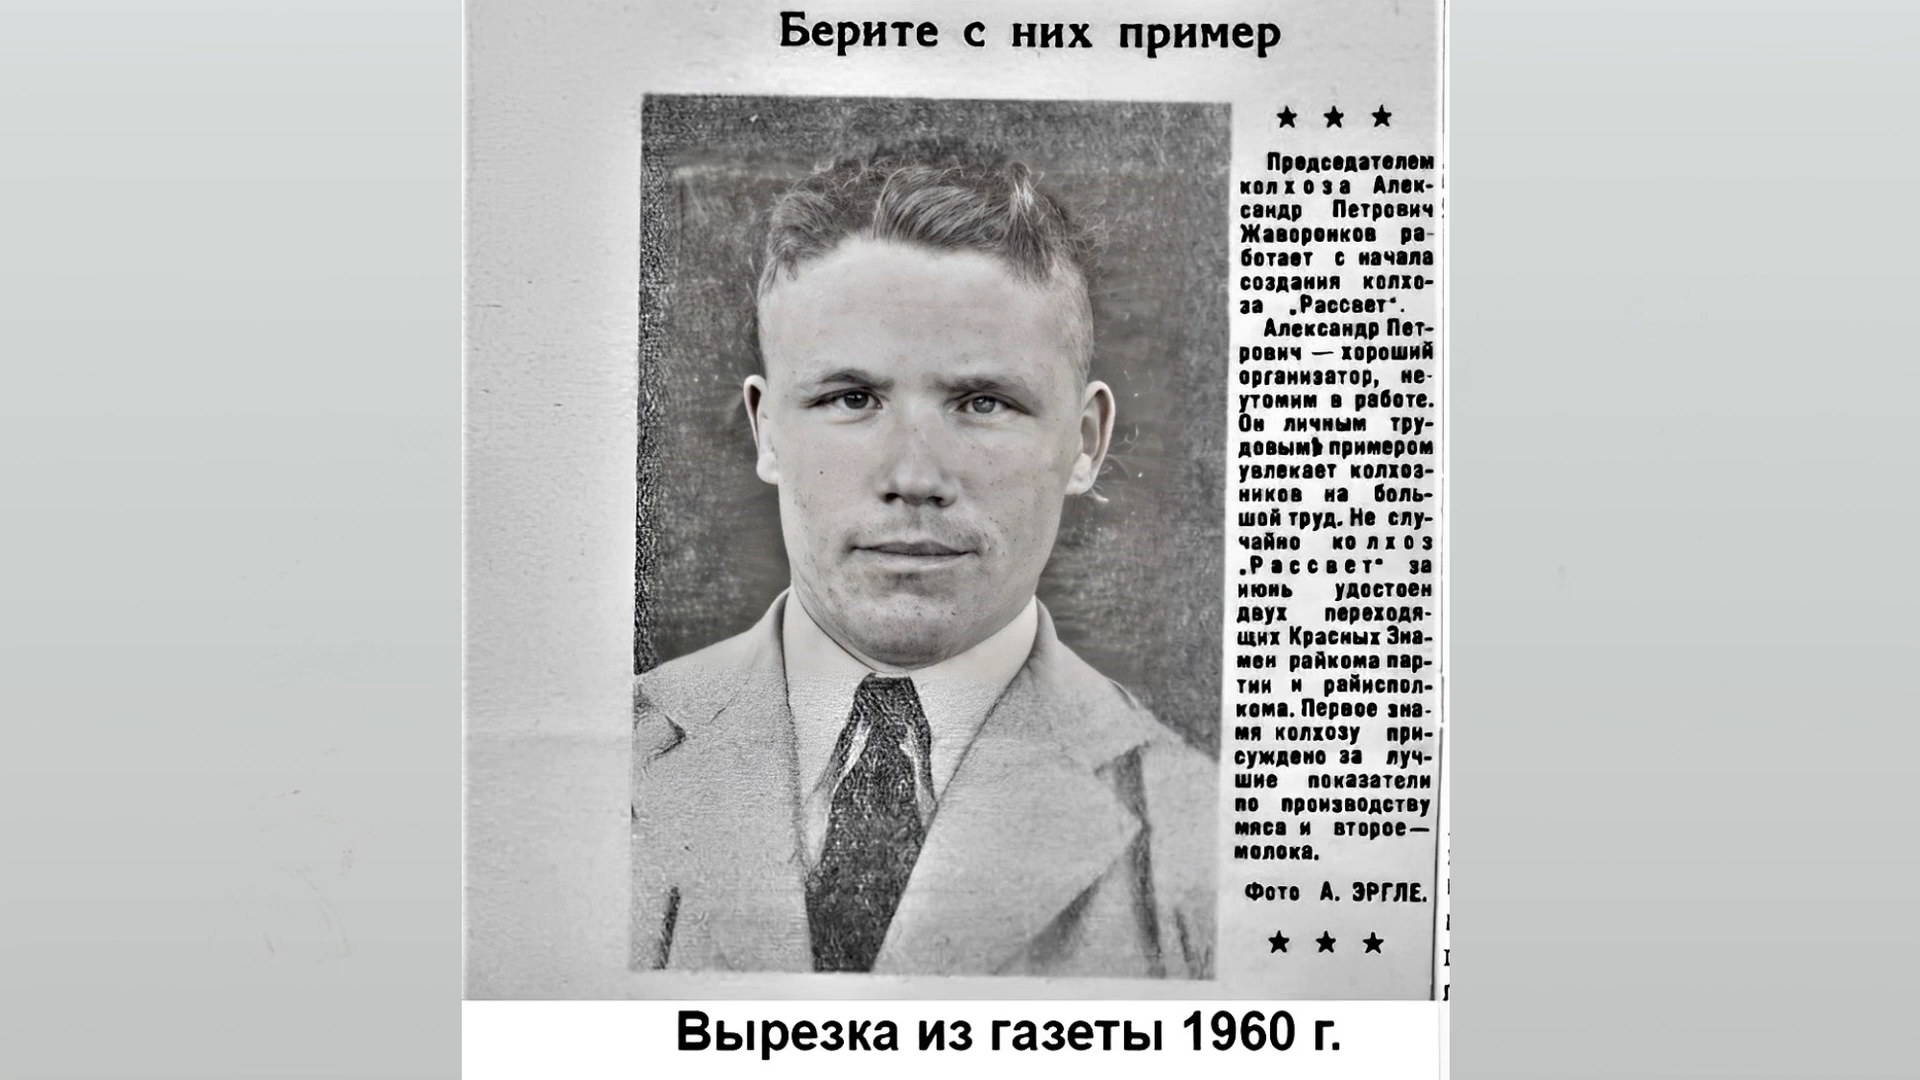 Берите с них пример
★ ★ ★
Председателем
колхоза Алек-
сандр Петрович
Жаворонков ра-
ботает с начала
создания колхо-
за „Рассвет“.
Александр Пет-
рович — хороший
организатор, не-
утомим в работе.
Он личным тру-
довым примером
увлекает колхоз-
ников на боль-
шой труд. Не слу-
чайно колхоз
„Рассвет“ за
июнь удостоен
двух переходя-
щих Красных Зна-
мен райкома пар-
тии и райиспол-
кома. Первое зна-
мя колхозу при-
суждено за луч-
шие показатели
по производству
мяса и второе—
молока.
Фото А. ЭРГЛЕ.
★ ★ ★
Вырезка из газеты 1960 г.